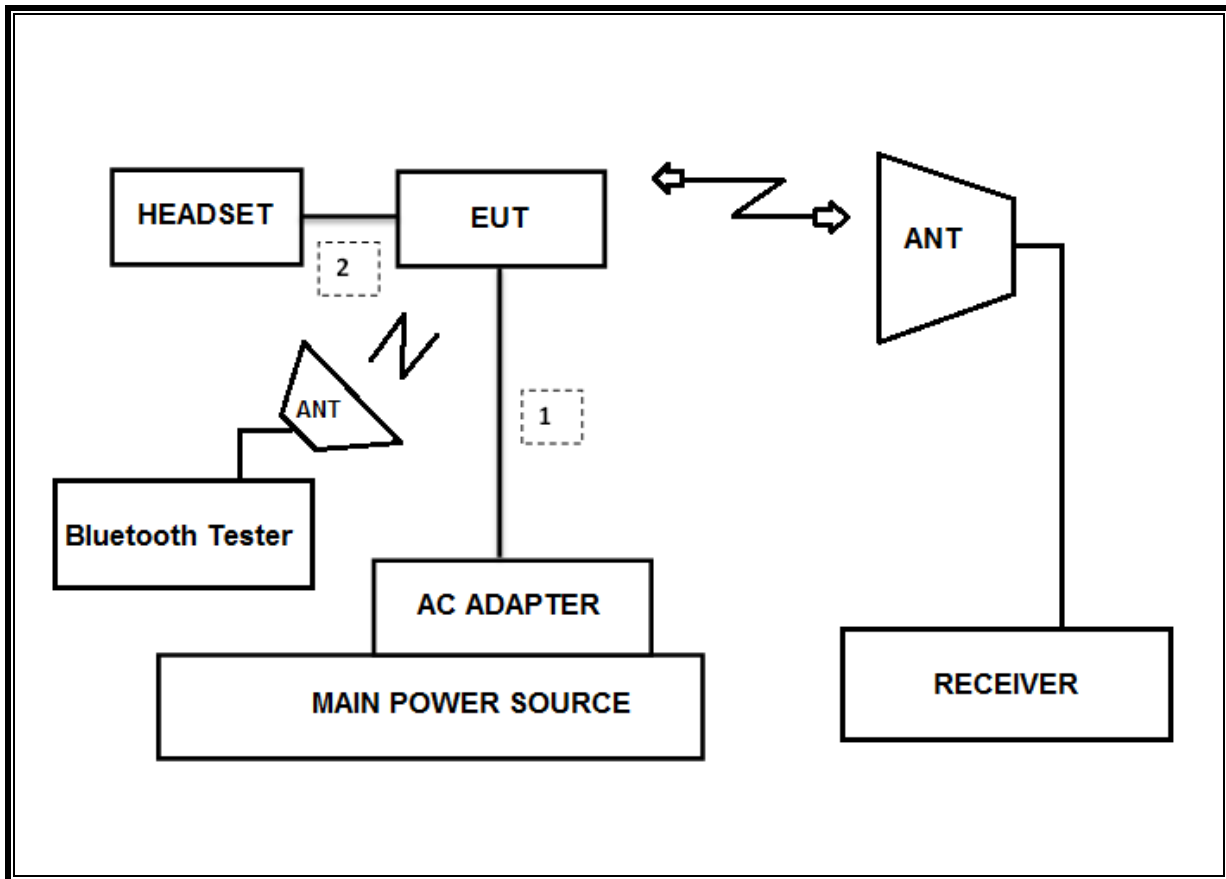 HEADSET
EUT
ANT
2
ANT
1
Bluetooth Tester
AC ADAPTER
MAIN POWER SOURCE
RECEIVER